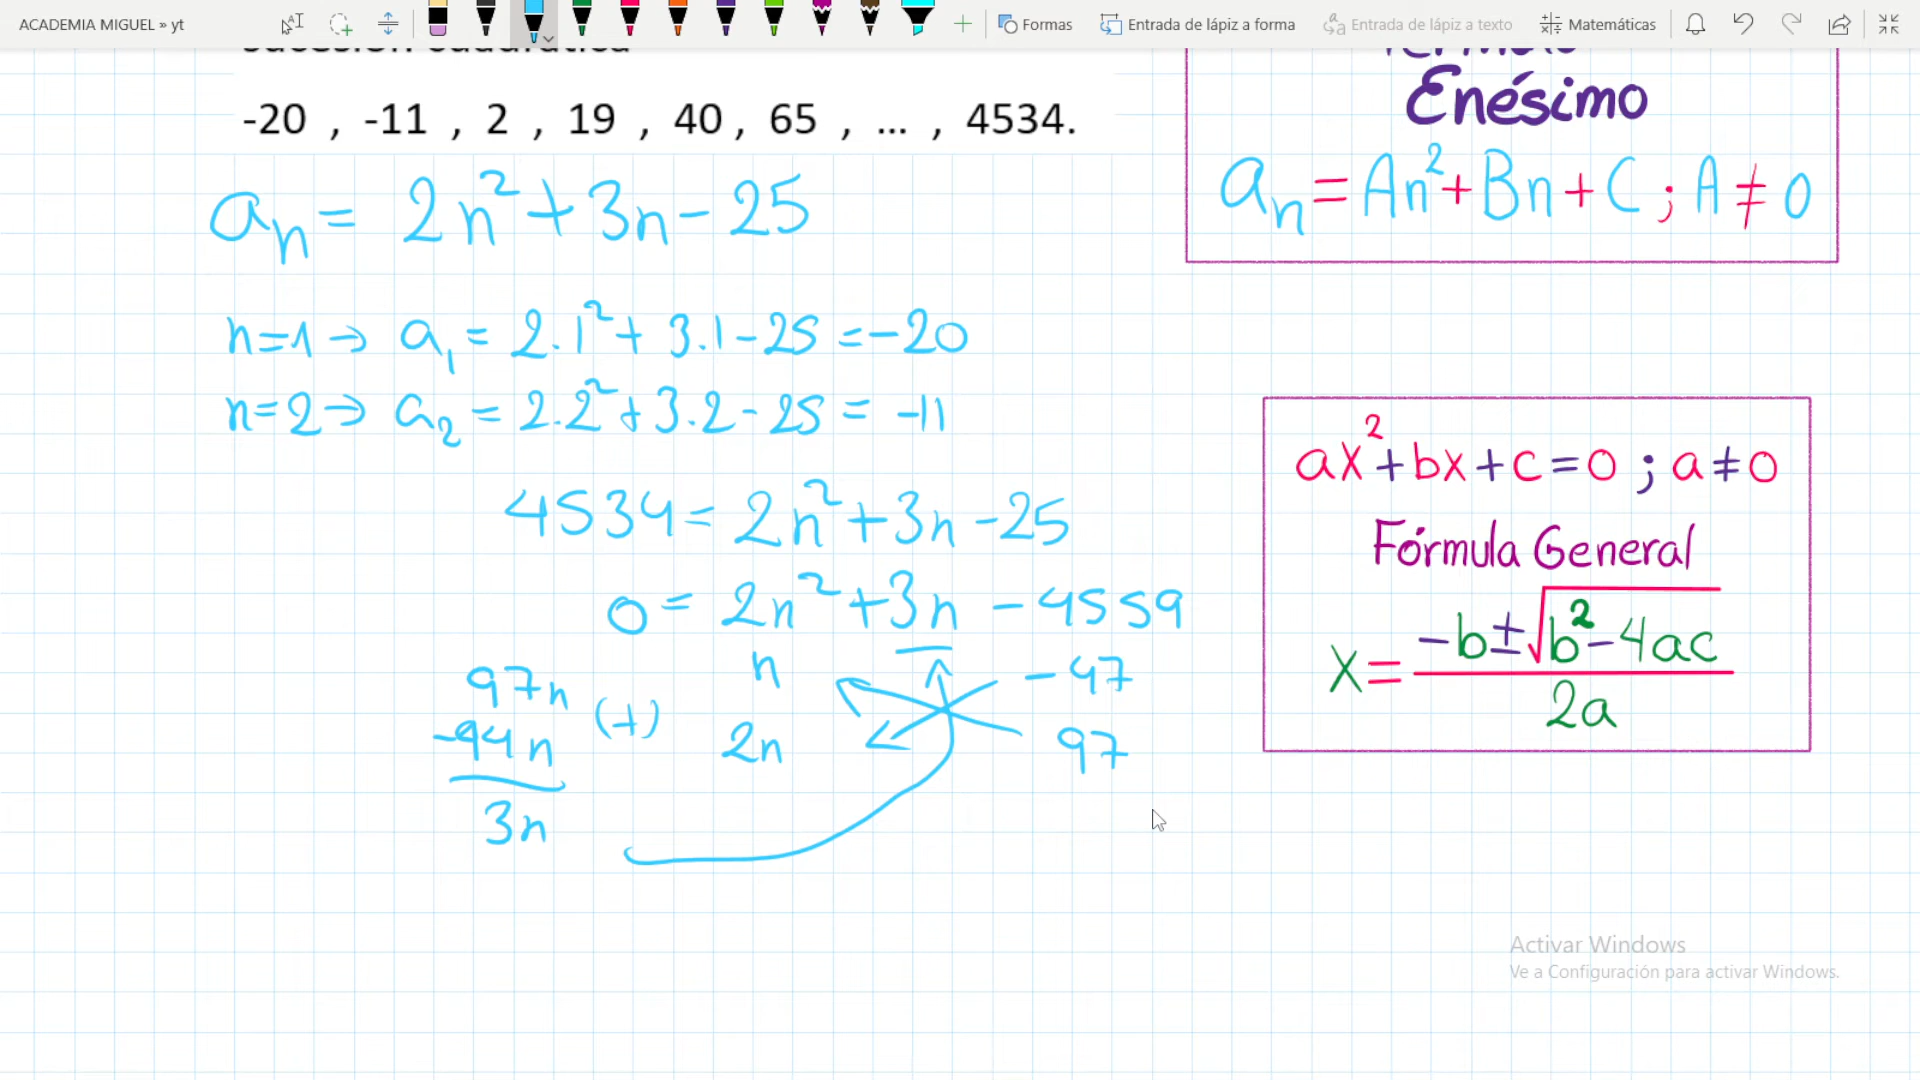 ACADEMIA MIGUEL » yt
Formas
Entrada de lápiz a forma
Entrada de lápiz a texto
Matemáticas
sucesión cuadrática
-20 , -11 , 2 , 19 , 40 , 65 , ... , 4534.
aₙ = 2n² + 3n - 25
n=1 → a₁ = 2.1² + 3.1 - 25 = -20
n=2 → a₂ = 2.2² + 3.2 - 25 = -11
4534 = 2n² + 3n - 25
0 = 2n² + 3n - 4559
n - 47
2n 97
97n
-94n (+)
3n
Término
Enésimo
aₙ = An² + Bn + C ; A ≠ 0
ax² + bx + c = 0 ; a ≠ 0
Fórmula General
x = (-b ± √(b² - 4ac)) / 2a
Activar Windows
Ve a Configuración para activar Windows.